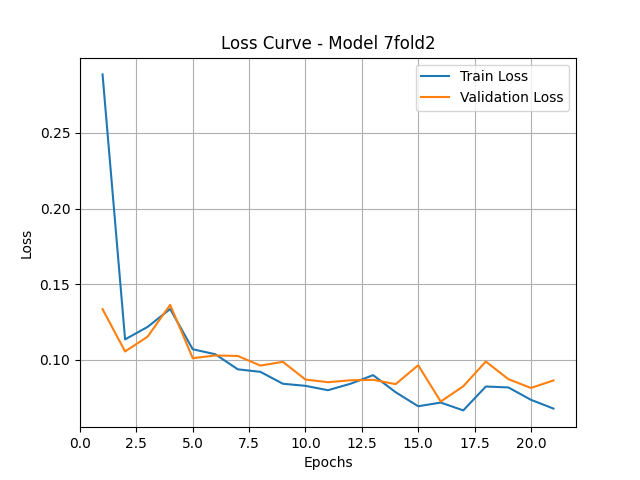 Loss Curve - Model 7fold2
Train Loss
Validation Loss
Loss
0.25
0.20
0.15
0.10
0.0 2.5 5.0 7.5 10.0 12.5 15.0 17.5 20.0
Epochs